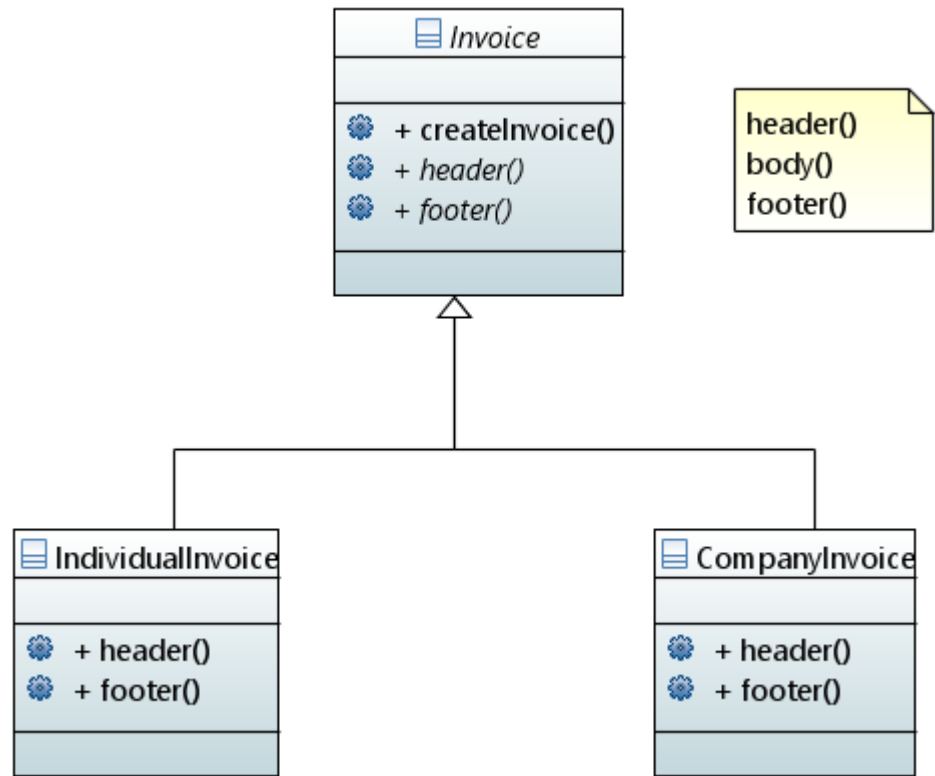 Invoice
+ createInvoice()
+ header()
+ footer()
header()
body()
footer()
IndividualInvoice
+ header()
+ footer()
CompanyInvoice
+ header()
+ footer()